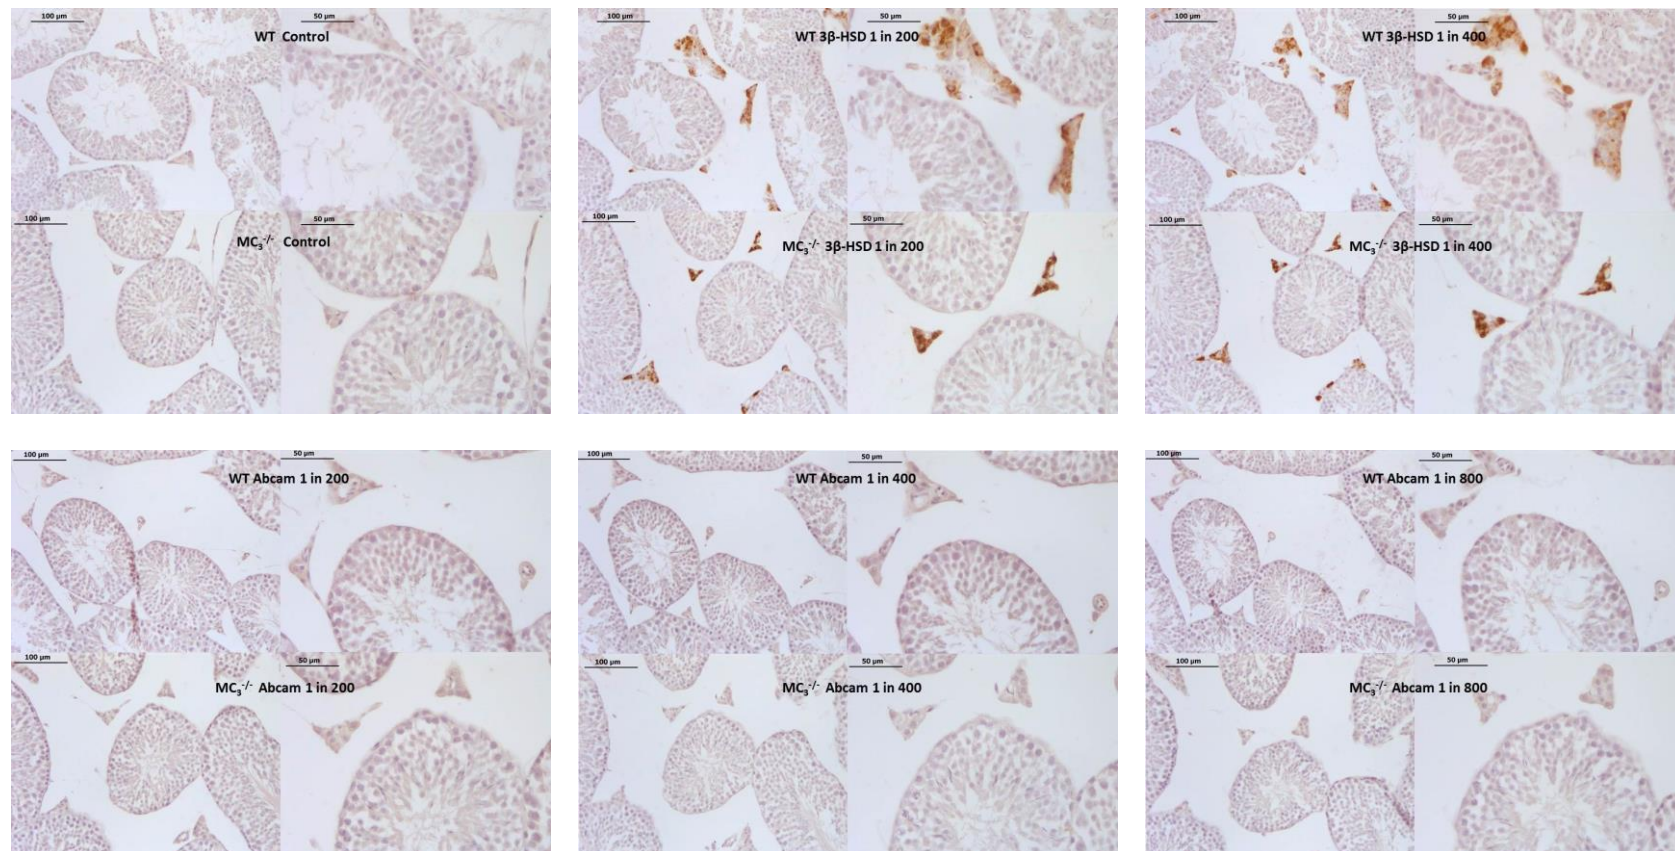 100 µm 50 µm
WT Control
100 µm 50 µm
MC₃⁻/⁻ Control
100 µm 50 µm
WT 3β-HSD 1 in 200
100 µm 50 µm
MC₃⁻/⁻ 3β-HSD 1 in 200
100 µm 50 µm
WT 3β-HSD 1 in 400
100 µm 50 µm
MC₃⁻/⁻ 3β-HSD 1 in 400
100 µm 50 µm
WT Abcam 1 in 200
100 µm 50 µm
MC₃⁻/⁻ Abcam 1 in 200
100 µm 50 µm
WT Abcam 1 in 400
100 µm 50 µm
MC₃⁻/⁻ Abcam 1 in 400
100 µm 50 µm
WT Abcam 1 in 800
100 µm 50 µm
MC₃⁻/⁻ Abcam 1 in 800